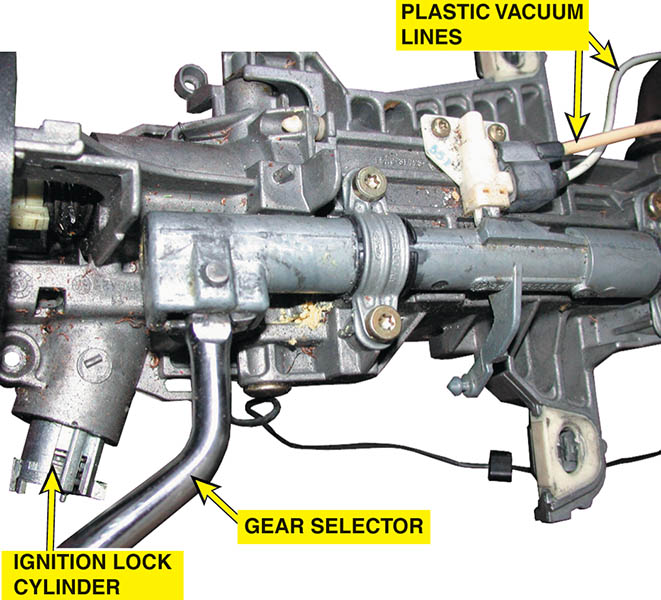 PLASTIC VACUUM
LINES
GEAR SELECTOR
IGNITION LOCK
CYLINDER